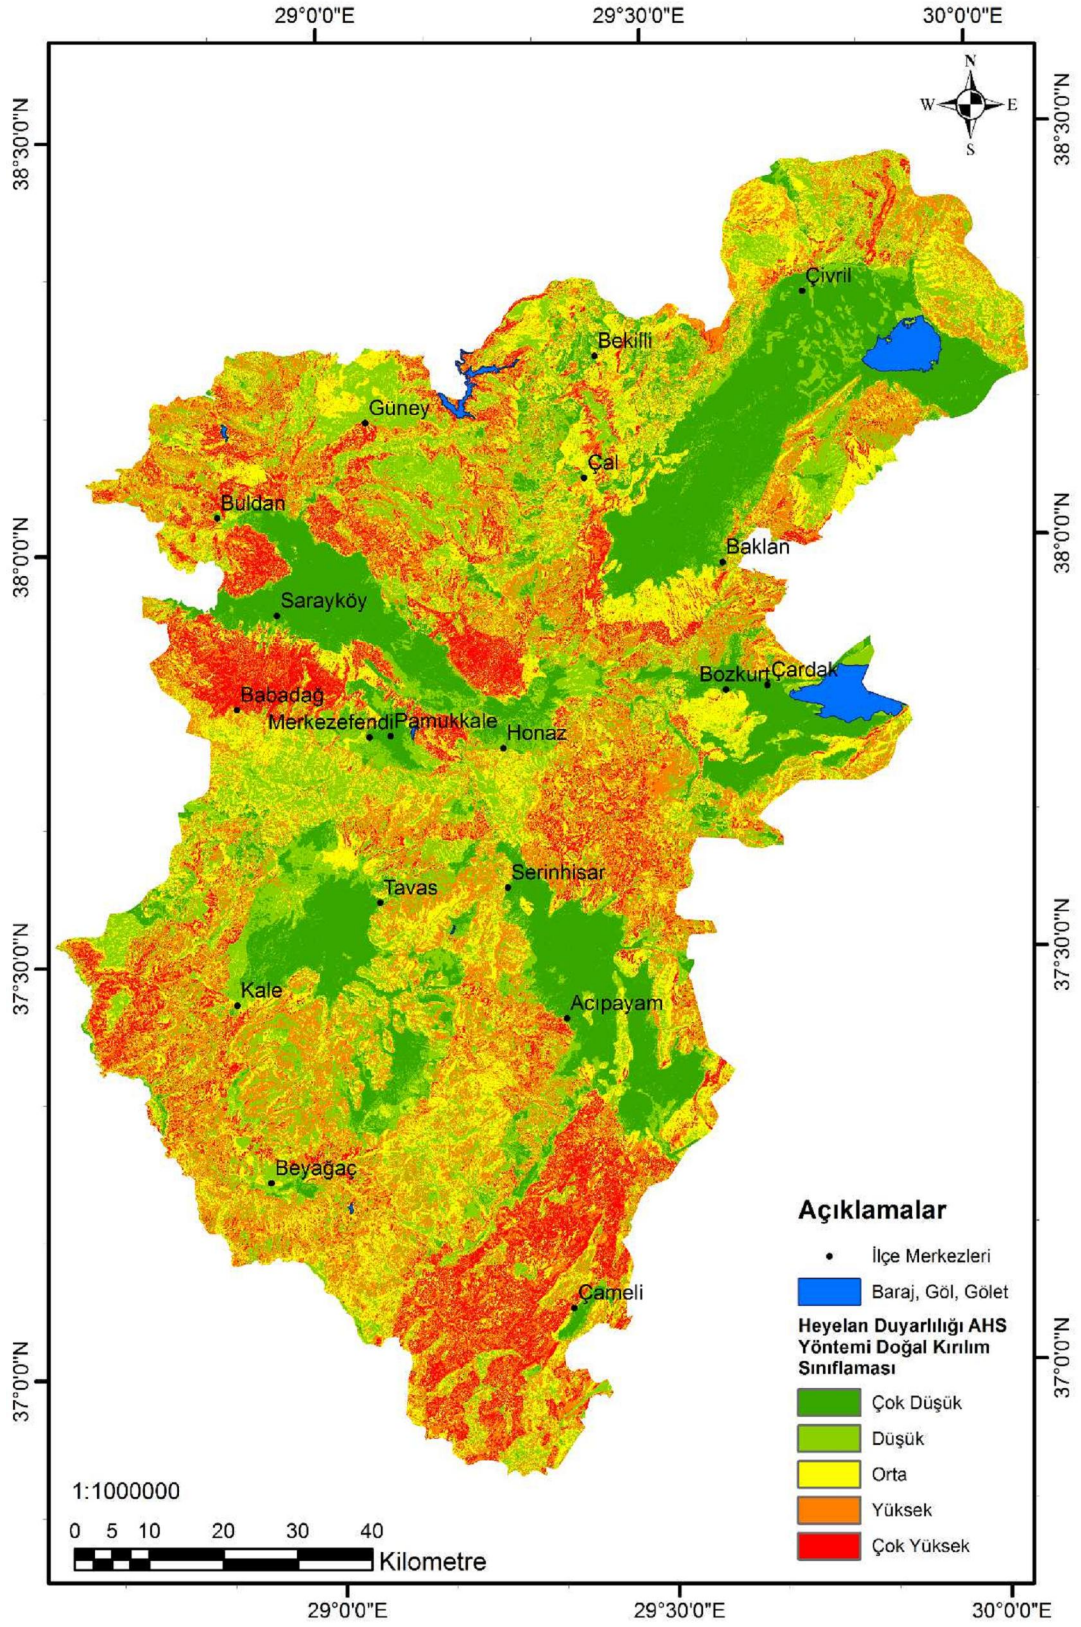 29°0'0"E
29°30'0"E
30°0'0"E
N
W
E
S
38°30'0"N
38°30'0"N
Çivril
Bekilli
Güney
Çal
Buldan
Baklan
38°0'0"N
38°0'0"N
Sarayköy
Bozkurt
Çardak
Babadağ
Merkezefendi
Pamukkale
Honaz
Serinhisar
Tavas
37°30'0"N
37°30'0"N
Kale
Acıpayam
Beyağaç
Çameli
37°0'0"N
37°0'0"N
Açıklamalar
İlçe Merkezleri
Baraj, Göl, Gölet
Heyelan Duyarlılığı AHS
Yöntemi Doğal Kırılım
Sınıflaması
Çok Düşük
Düşük
Orta
Yüksek
Çok Yüksek
1:1000000
0 5 10 20 30 40
Kilometre
29°0'0"E
29°30'0"E
30°0'0"E